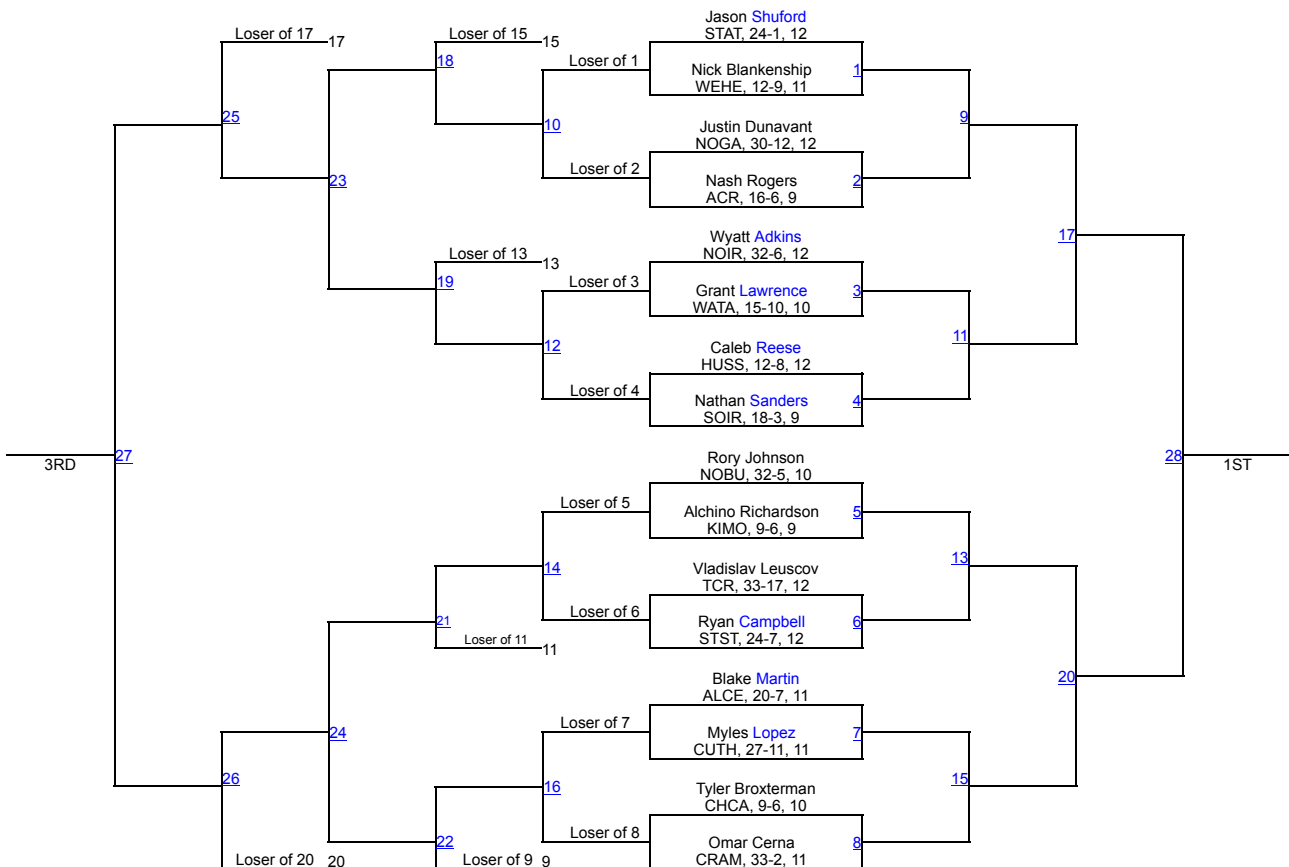 Jason Shuford
STAT, 24-1, 12
Loser of 17 17
Loser of 15 15
18
Loser of 1
Nick Blankenship 1
WEHE, 12-9, 11
25
10
9
Justin Dunavant
NOGA, 30-12, 12
Loser of 2
23
Nash Rogers 2
ACR, 16-6, 9
Wyatt Adkins
NOIR, 32-6, 12
17
Loser of 13 13
19
Loser of 3
Grant Lawrence 3
WATA, 15-10, 10
12
11
Caleb Reese
HUSS, 12-8, 12
Loser of 4
Nathan Sanders 4
SOIR, 18-3, 9
3RD
27
28
1ST
Rory Johnson
NOBU, 32-5, 10
Loser of 5
Alchino Richardson 5
KIMO, 9-6, 9
14
13
Vladislav Leuscov
TCR, 33-17, 12
Loser of 6
21
Ryan Campbell 6
STST, 24-7, 12
Loser of 11 11
Blake Martin
ALCE, 20-7, 11
20
Loser of 7
24
Myles Lopez 7
CUTH, 27-11, 11
26
16
15
Tyler Broxterman
CHCA, 9-6, 10
Loser of 8
22
Omar Cerna 8
CRAM, 33-2, 11
Loser of 20 20
Loser of 9 9